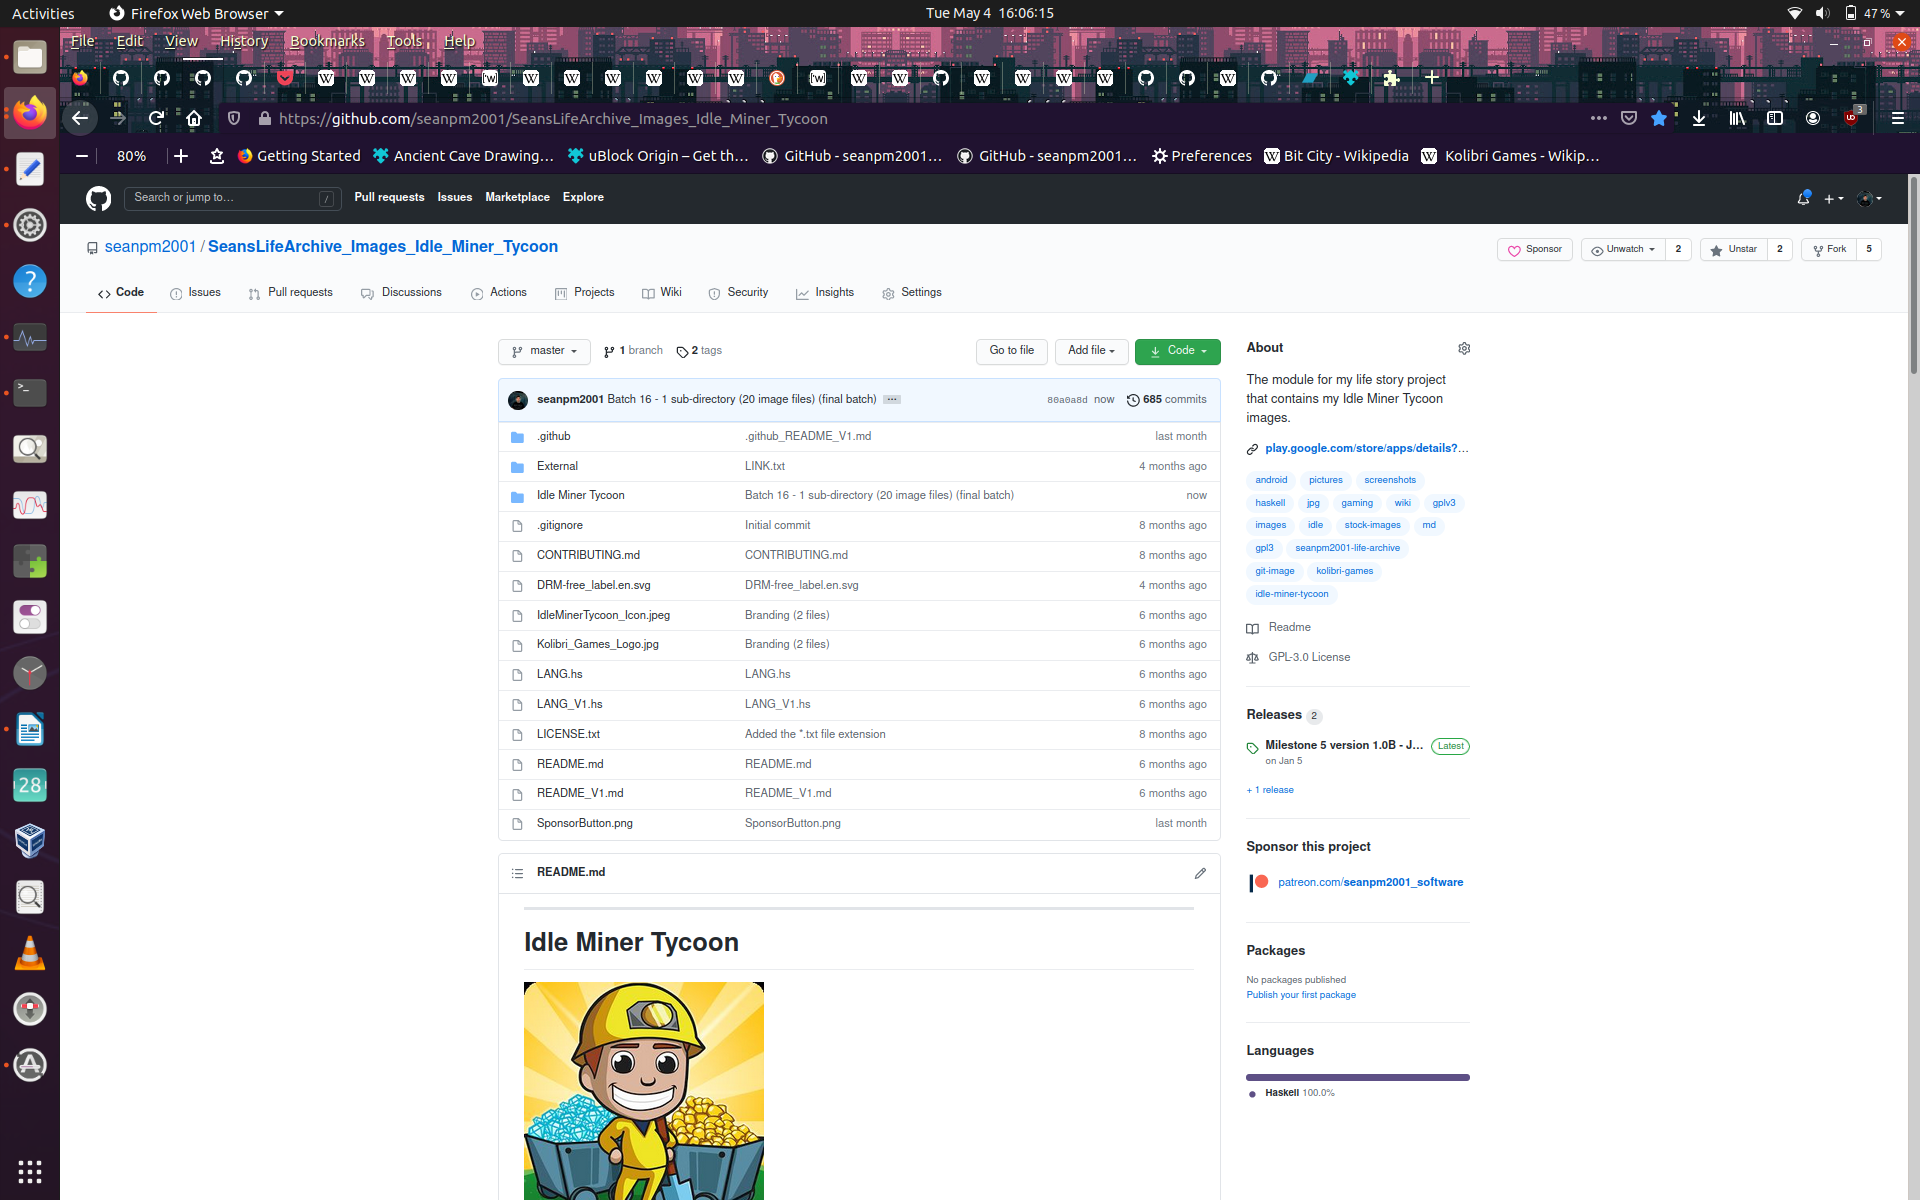 Activities Firefox Web Browser Tue May 4 16:06:15 47 %
File Edit View History Bookmarks Tools Help
https://github.com/seanpm2001/SeansLifeArchive_Images_Idle_Miner_Tycoon 3
80% Getting Started Ancient Cave Drawing… uBlock Origin – Get th… GitHub - seanpm2001… GitHub - seanpm2001… Preferences Bit City - Wikipedia Kolibri Games - Wikip…
Search or jump to… / Pull requests Issues Marketplace Explore
seanpm2001 / SeansLifeArchive_Images_Idle_Miner_Tycoon Sponsor Unwatch 2 Unstar 2 Fork 5
Code Issues Pull requests Discussions Actions Projects Wiki Security Insights Settings
master 1 branch 2 tags Go to file Add file Code
seanpm2001 Batch 16 - 1 sub-directory (20 image files) (final batch) ... 80a0a8d now 685 commits
.github .github_README_V1.md last month
External LINK.txt 4 months ago
Idle Miner Tycoon Batch 16 - 1 sub-directory (20 image files) (final batch) now
.gitignore Initial commit 8 months ago
CONTRIBUTING.md CONTRIBUTING.md 8 months ago
DRM-free_label.en.svg DRM-free_label.en.svg 4 months ago
IdleMinerTycoon_Icon.jpeg Branding (2 files) 6 months ago
Kolibri_Games_Logo.jpg Branding (2 files) 6 months ago
LANG.hs LANG.hs 6 months ago
LANG_V1.hs LANG_V1.hs 6 months ago
LICENSE.txt Added the *.txt file extension 8 months ago
README.md README.md 6 months ago
README_V1.md README_V1.md 6 months ago
SponsorButton.png SponsorButton.png last month
README.md
Idle Miner Tycoon
About
The module for my life story project
that contains my Idle Miner Tycoon
images.
play.google.com/store/apps/details?…
android pictures screenshots
haskell jpg gaming wiki gplv3
images idle stock-images md
gpl3 seanpm2001-life-archive
git-image kolibri-games
idle-miner-tycoon
Readme
GPL-3.0 License
Releases 2
Milestone 5 version 1.0B - J… Latest
on Jan 5
+ 1 release
Sponsor this project
patreon.com/seanpm2001_software
Packages
No packages published
Publish your first package
Languages
Haskell 100.0%
28